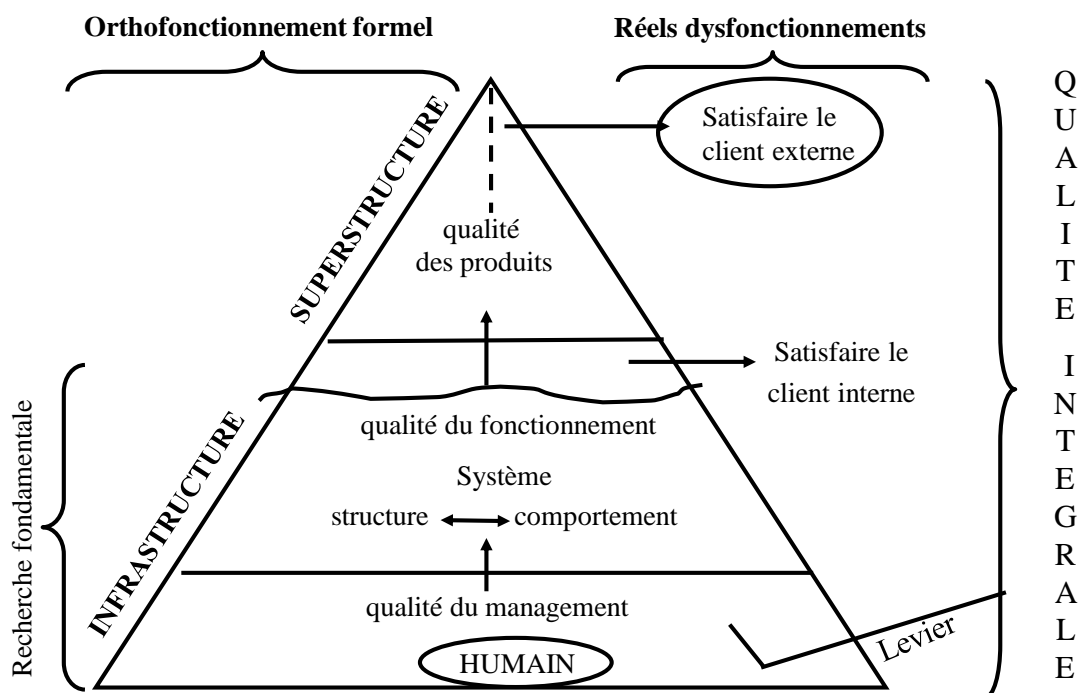 Orthofonctionnement formel
Réels dysfonctionnements
SUPERSTRUCTURE
Satisfaire le
client externe
qualité
des produits
Satisfaire le
client interne
INFRASTRUCTURE
qualité du fonctionnement
Système
structure
comportement
Recherche fondamentale
qualité du management
HUMAIN
Levier
QUALITE INTEGRALE